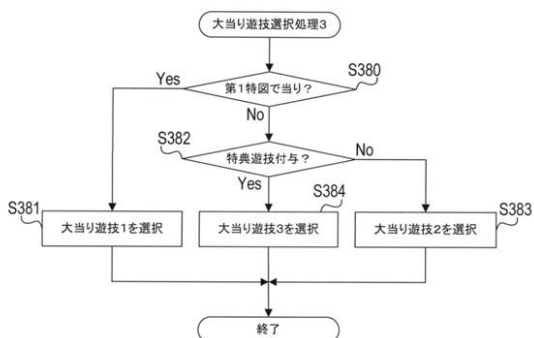 大当り遊技選択処理3
S380
Yes
第1特図で当り?
No
S382
特典遊技付与?
No
Yes
S381
S384
S383
大当り遊技1を選択
大当り遊技3を選択
大当り遊技2を選択
終了